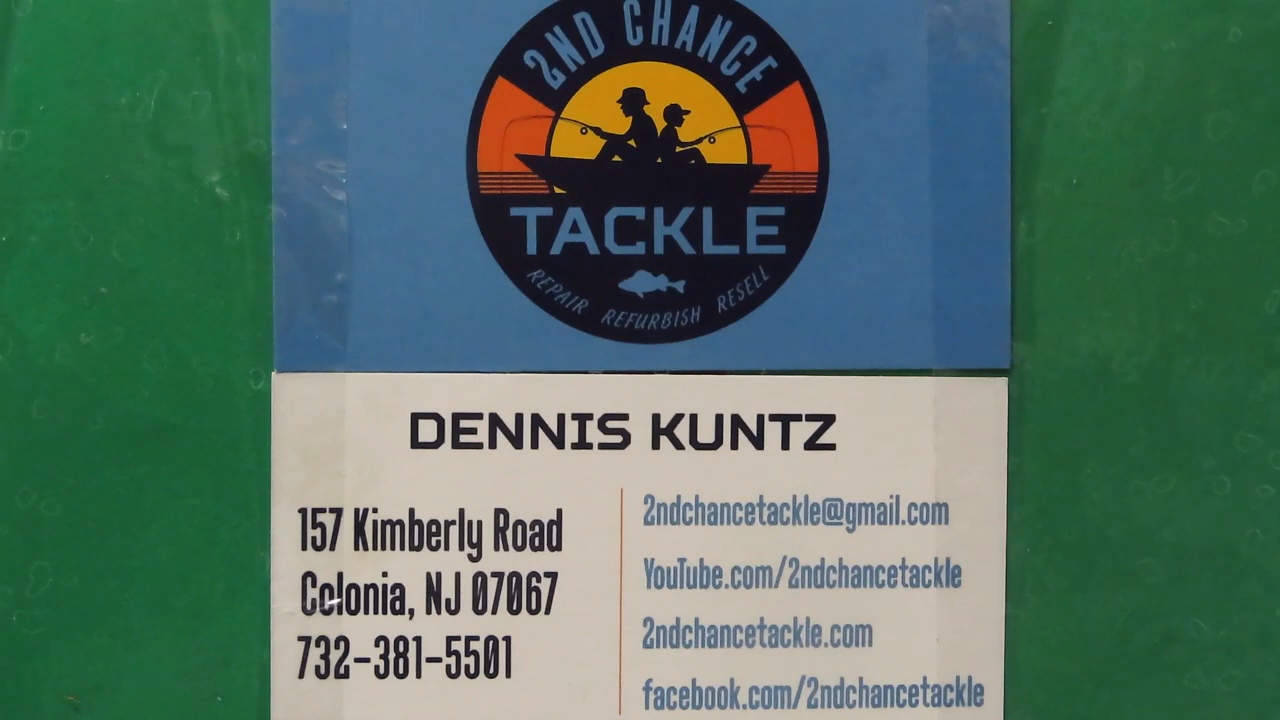 2ND CHANCE
TACKLE
REPAIR REFURBISH RESELL
DENNIS KUNTZ
157 Kimberly Road
Colonia, NJ 07067
732-381-5501
2ndchancetackle@gmail.com
YouTube.com/2ndchancetackle
2ndchancetackle.com
facebook.com/2ndchancetackle